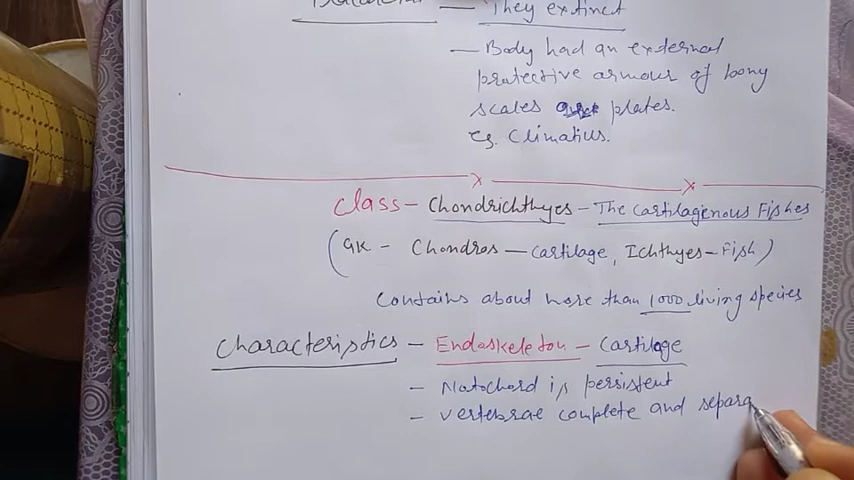 — They extinct
— Body had an external
protective armour of bony
scales plates.
eg. Climatius.
Class - Chondrichthyes - The Cartilagenous Fishes
(GK - Chondros — cartilage, Ichthyes - Fish)
Contains about more than 1000 living species
Characteristics - Endoskeleton - Cartilage
- Notochord is persistent
- Vertebrae complete and separa